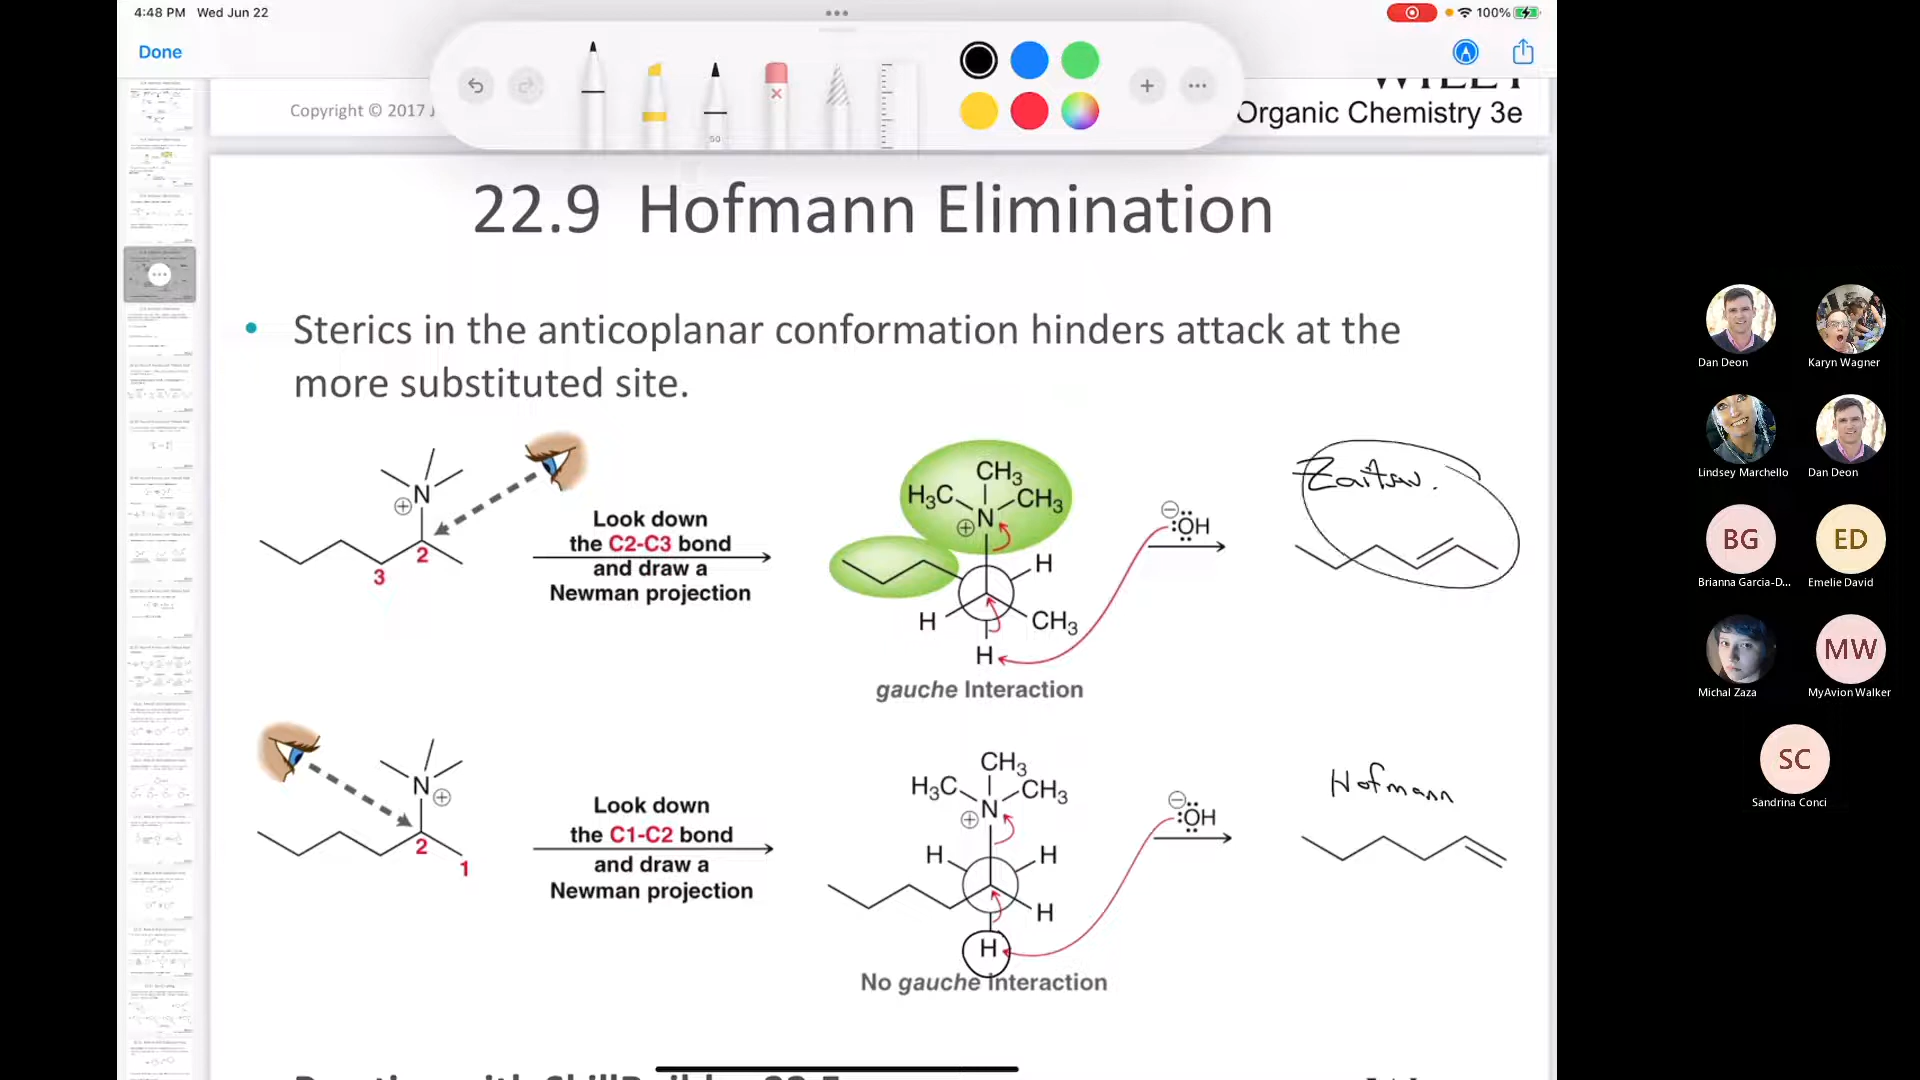 4:48 PM Wed Jun 22
100%
Done
Copyright © 2017 J
Organic Chemistry 3e
50
22.9 Hofmann Elimination
• Sterics in the anticoplanar conformation hinders attack at the
more substituted site.
N
⊕
2
3
Look down
the C2-C3 bond
and draw a
Newman projection
CH₃
H₃C
CH₃
N
⊕
H
H
CH₃
H
gauche Interaction
⊖
:ÖH
Zaitsev.
N
⊕
2
1
Look down
the C1-C2 bond
and draw a
Newman projection
CH₃
H₃C
CH₃
N
⊕
H
H
H
H
No gauche Interaction
⊖
:ÖH
Hofmann
Dan Deon
Karyn Wagner
Lindsey Marchello
Dan Deon
BG
ED
Brianna Garcia-D...
Emelie David
MW
Michal Zaza
MyAvion Walker
SC
Sandrina Conci